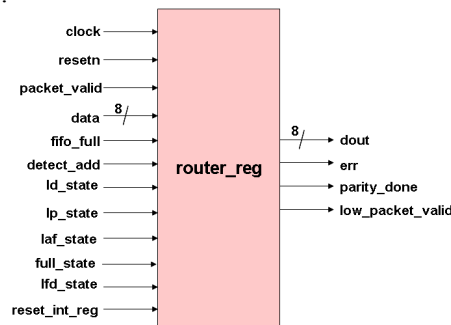 clock
resetn
packet_valid
data 8
fifo_full
detect_add
ld_state
lp_state
laf_state
full_state
lfd_state
reset_int_reg
router_reg
8 dout
err
parity_done
low_packet_valid